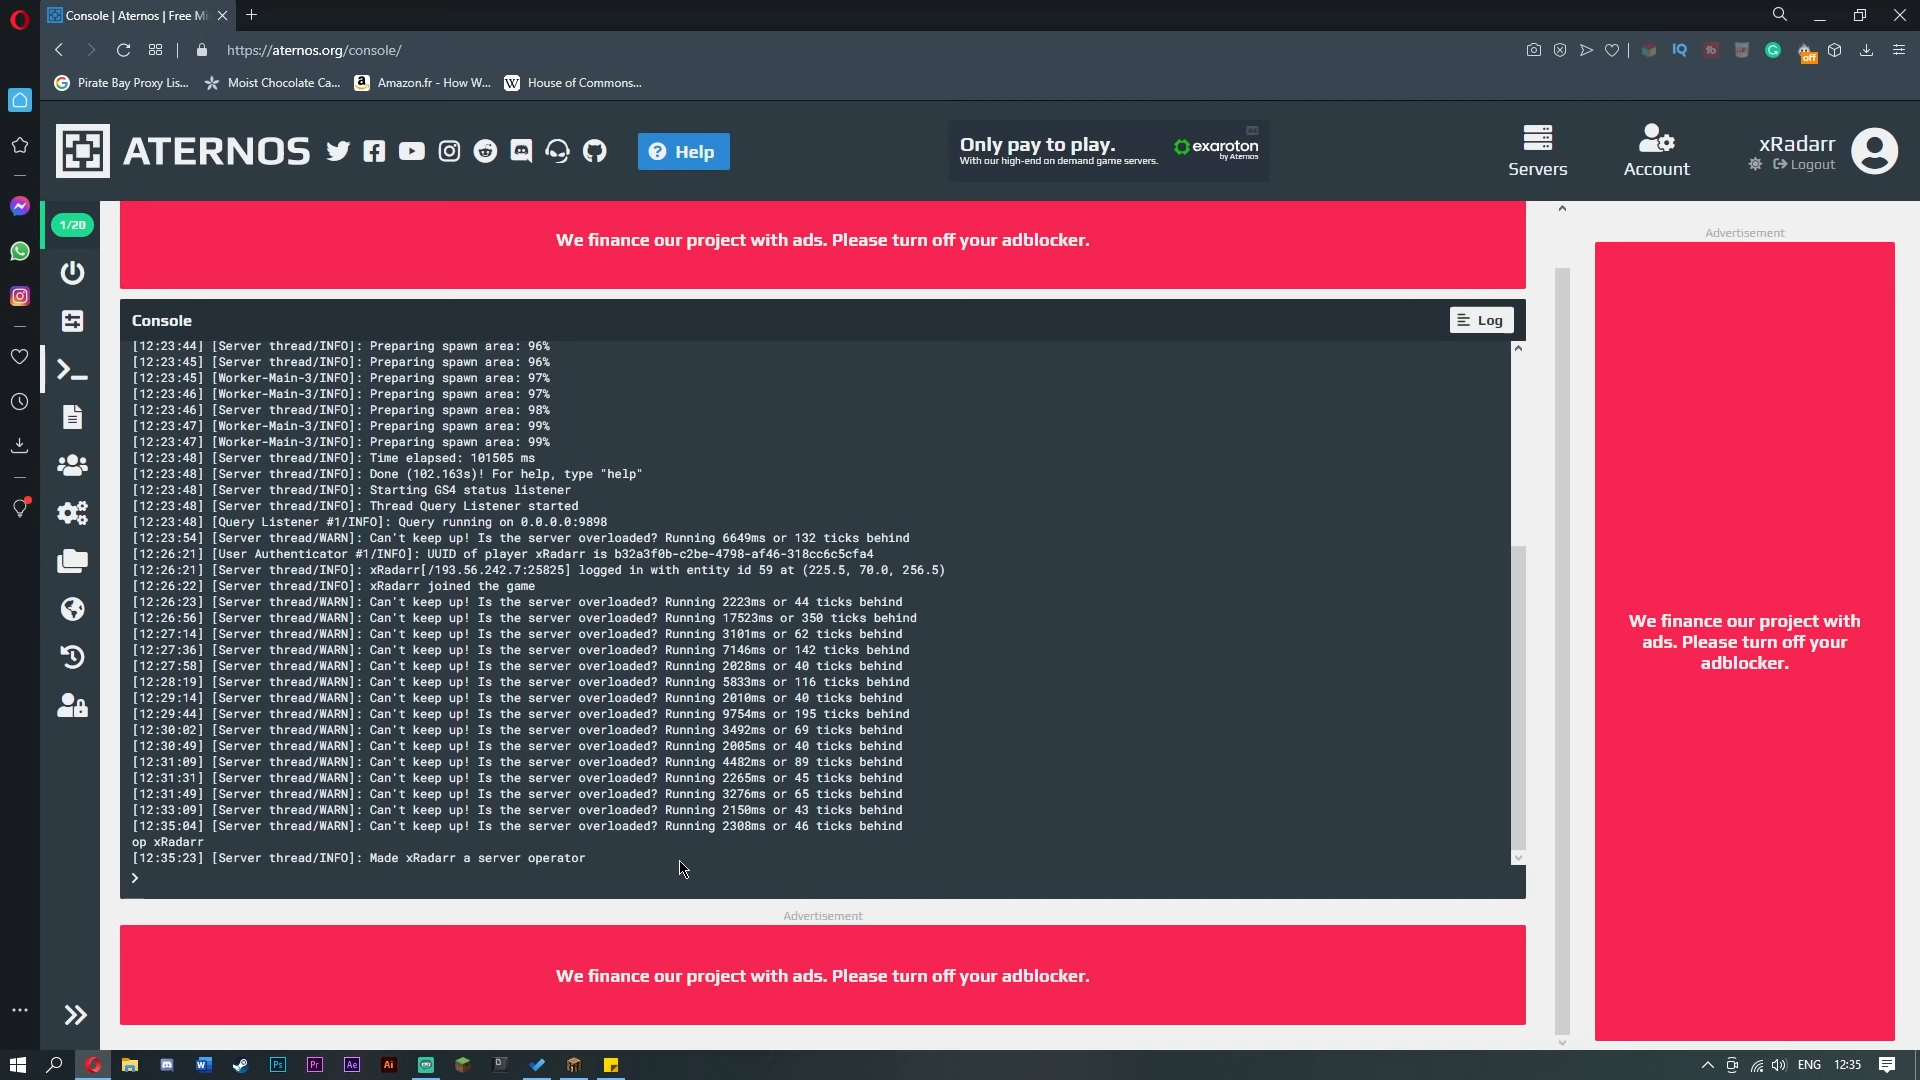 Console | Aternos | Free Mi
https://aternos.org/console/
IQ
off
Pirate Bay Proxy Lis...
Moist Chocolate Ca...
Amazon.fr - How W...
House of Commons...
ATERNOS
Help
Only pay to play.
With our high-end on demand game servers.
exaroton
by Aternos
Ad
Servers
Account
xRadarr
Logout
1/20
We finance our project with ads. Please turn off your adblocker.
Console
Log
[12:23:44] [Server thread/INFO]: Preparing spawn area: 96%
[12:23:45] [Server thread/INFO]: Preparing spawn area: 96%
[12:23:45] [Worker-Main-3/INFO]: Preparing spawn area: 97%
[12:23:46] [Worker-Main-3/INFO]: Preparing spawn area: 97%
[12:23:46] [Server thread/INFO]: Preparing spawn area: 98%
[12:23:47] [Worker-Main-3/INFO]: Preparing spawn area: 99%
[12:23:47] [Worker-Main-3/INFO]: Preparing spawn area: 99%
[12:23:48] [Server thread/INFO]: Time elapsed: 101505 ms
[12:23:48] [Server thread/INFO]: Done (102.163s)! For help, type "help"
[12:23:48] [Server thread/INFO]: Starting GS4 status listener
[12:23:48] [Server thread/INFO]: Thread Query Listener started
[12:23:48] [Query Listener #1/INFO]: Query running on 0.0.0.0:9898
[12:23:54] [Server thread/WARN]: Can't keep up! Is the server overloaded? Running 6649ms or 132 ticks behind
[12:26:21] [User Authenticator #1/INFO]: UUID of player xRadarr is b32a3f0b-c2be-4798-af46-318cc6c5cfa4
[12:26:21] [Server thread/INFO]: xRadarr[/193.56.242.7:25825] logged in with entity id 59 at (225.5, 70.0, 256.5)
[12:26:22] [Server thread/INFO]: xRadarr joined the game
[12:26:23] [Server thread/WARN]: Can't keep up! Is the server overloaded? Running 2223ms or 44 ticks behind
[12:26:56] [Server thread/WARN]: Can't keep up! Is the server overloaded? Running 17523ms or 350 ticks behind
[12:27:14] [Server thread/WARN]: Can't keep up! Is the server overloaded? Running 3101ms or 62 ticks behind
[12:27:36] [Server thread/WARN]: Can't keep up! Is the server overloaded? Running 7146ms or 142 ticks behind
[12:27:58] [Server thread/WARN]: Can't keep up! Is the server overloaded? Running 2028ms or 40 ticks behind
[12:28:19] [Server thread/WARN]: Can't keep up! Is the server overloaded? Running 5833ms or 116 ticks behind
[12:29:14] [Server thread/WARN]: Can't keep up! Is the server overloaded? Running 2010ms or 40 ticks behind
[12:29:44] [Server thread/WARN]: Can't keep up! Is the server overloaded? Running 9754ms or 195 ticks behind
[12:30:02] [Server thread/WARN]: Can't keep up! Is the server overloaded? Running 3492ms or 69 ticks behind
[12:30:49] [Server thread/WARN]: Can't keep up! Is the server overloaded? Running 2005ms or 40 ticks behind
[12:31:09] [Server thread/WARN]: Can't keep up! Is the server overloaded? Running 4482ms or 89 ticks behind
[12:31:31] [Server thread/WARN]: Can't keep up! Is the server overloaded? Running 2265ms or 45 ticks behind
[12:31:49] [Server thread/WARN]: Can't keep up! Is the server overloaded? Running 3276ms or 65 ticks behind
[12:33:09] [Server thread/WARN]: Can't keep up! Is the server overloaded? Running 2150ms or 43 ticks behind
[12:35:04] [Server thread/WARN]: Can't keep up! Is the server overloaded? Running 2308ms or 46 ticks behind
op xRadarr
[12:35:23] [Server thread/INFO]: Made xRadarr a server operator
>
Advertisement
We finance our project with ads. Please turn off your adblocker.
Advertisement
We finance our project with
ads. Please turn off your
adblocker.
Ps
Pr
Ae
Ai
ENG
12:35